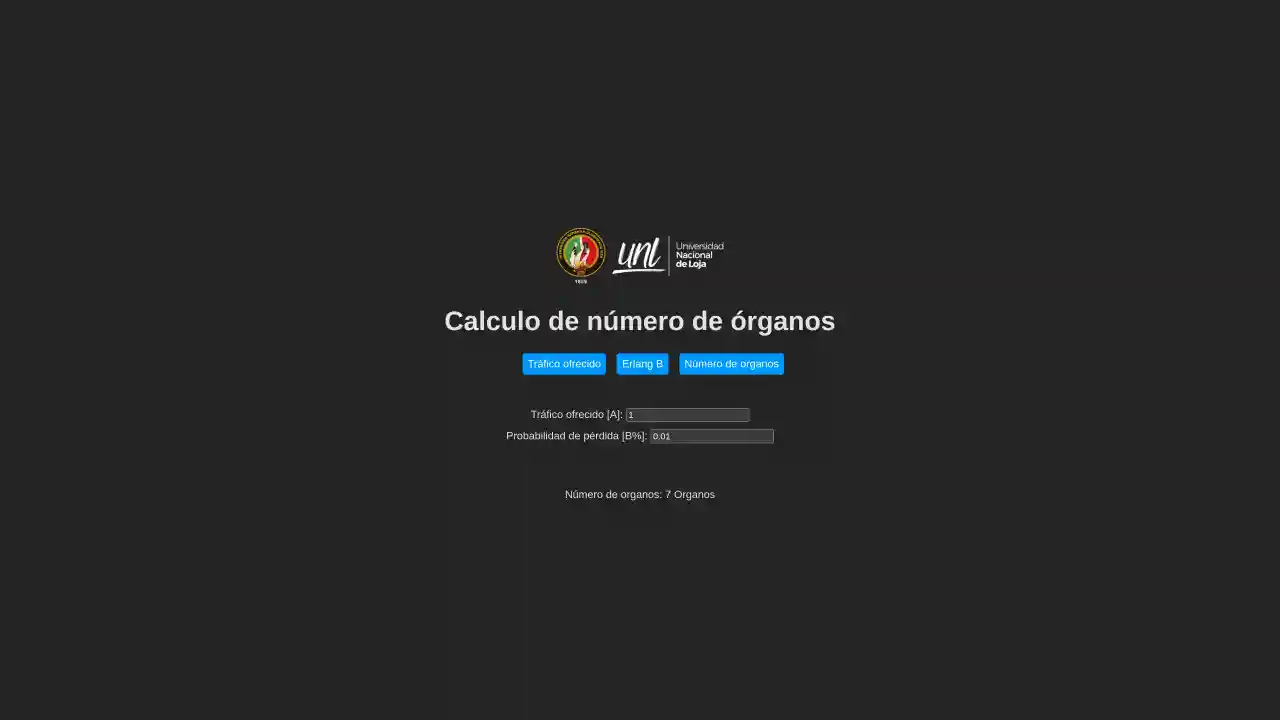 1859
unl
Universidad
Nacional
de Loja
Calculo de número de órganos
Tráfico ofrecido
Erlang B
Número de organos
Tráfico ofrecido [A]: 1
Probabilidad de pérdida [B%]: 0.01
Número de organos: 7 Organos